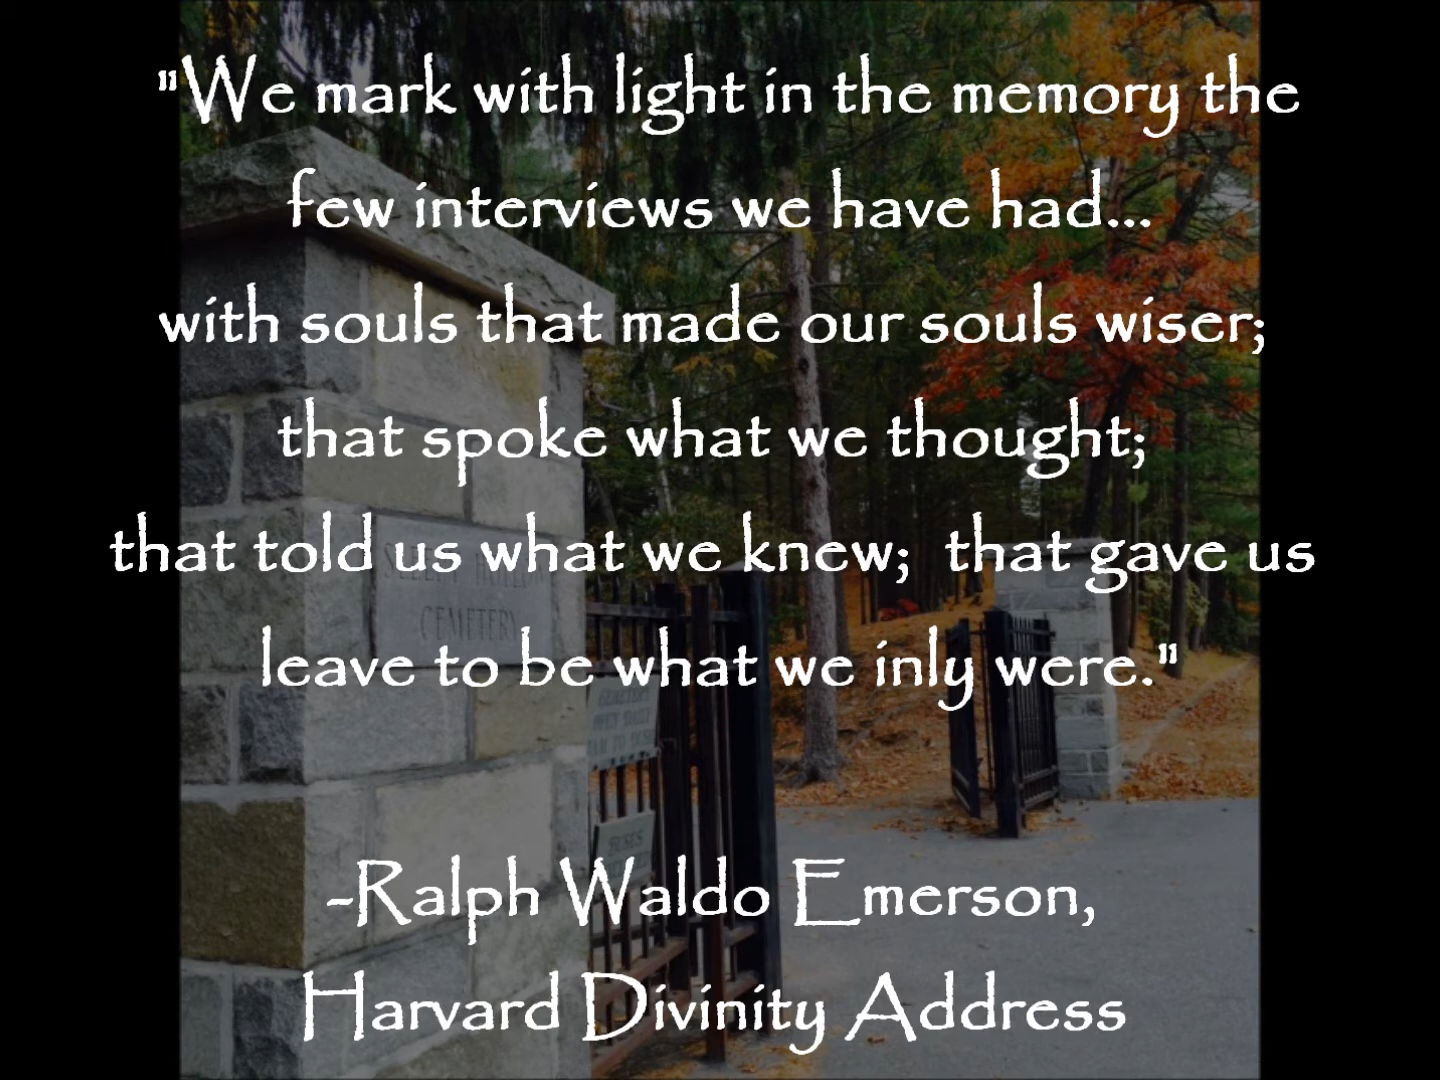 "We mark with light in the memory the
few interviews we have had...
with souls that made our souls wiser;
that spoke what we thought;
that told us what we knew;  that gave us
leave to be what we inly were."
-Ralph Waldo Emerson,
Harvard Divinity Address
CEMETERY